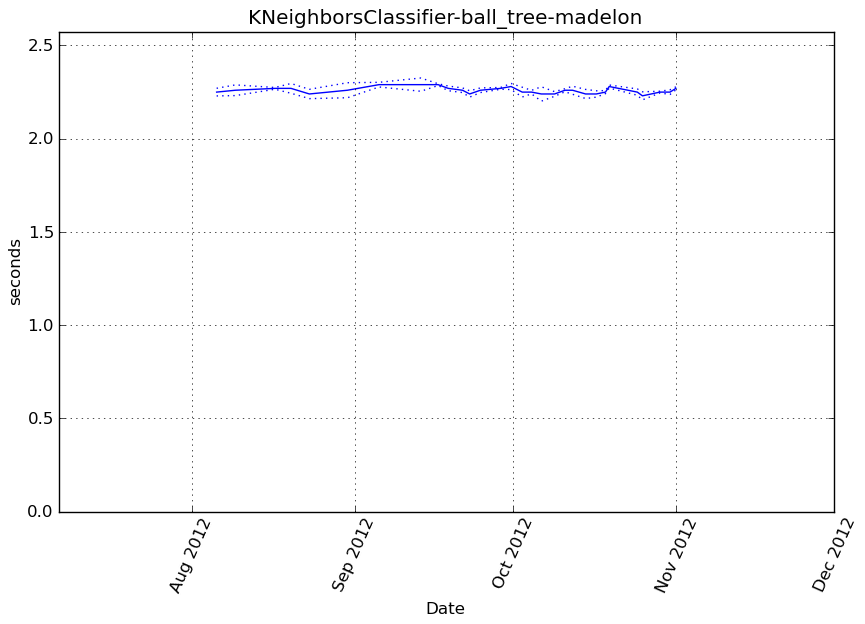 KNeighborsClassifier-ball_tree-madelon
2.5
2.0
1.5
1.0
0.5
0.0
seconds
Aug 2012
Sep 2012
Oct 2012
Nov 2012
Dec 2012
Date